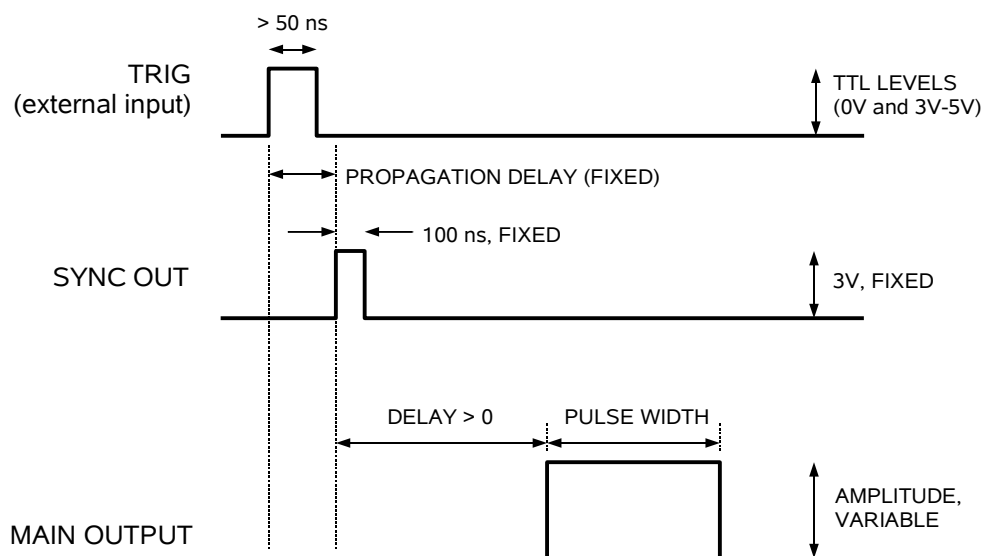 > 50 ns
TRIG
(external input)
TTL LEVELS
(0V and 3V-5V)
PROPAGATION DELAY (FIXED)
100 ns, FIXED
SYNC OUT
3V, FIXED
DELAY > 0
PULSE WIDTH
AMPLITUDE,
VARIABLE
MAIN OUTPUT